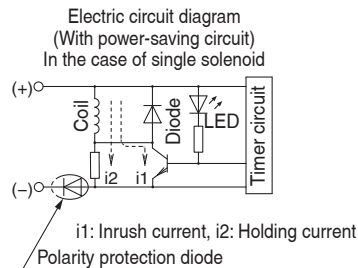 Electric circuit diagram
(With power-saving circuit)
In the case of single solenoid
(+)
Coil
Diode
LED
Timer circuit
i2
i1
(−)
i1: Inrush current, i2: Holding current
Polarity protection diode